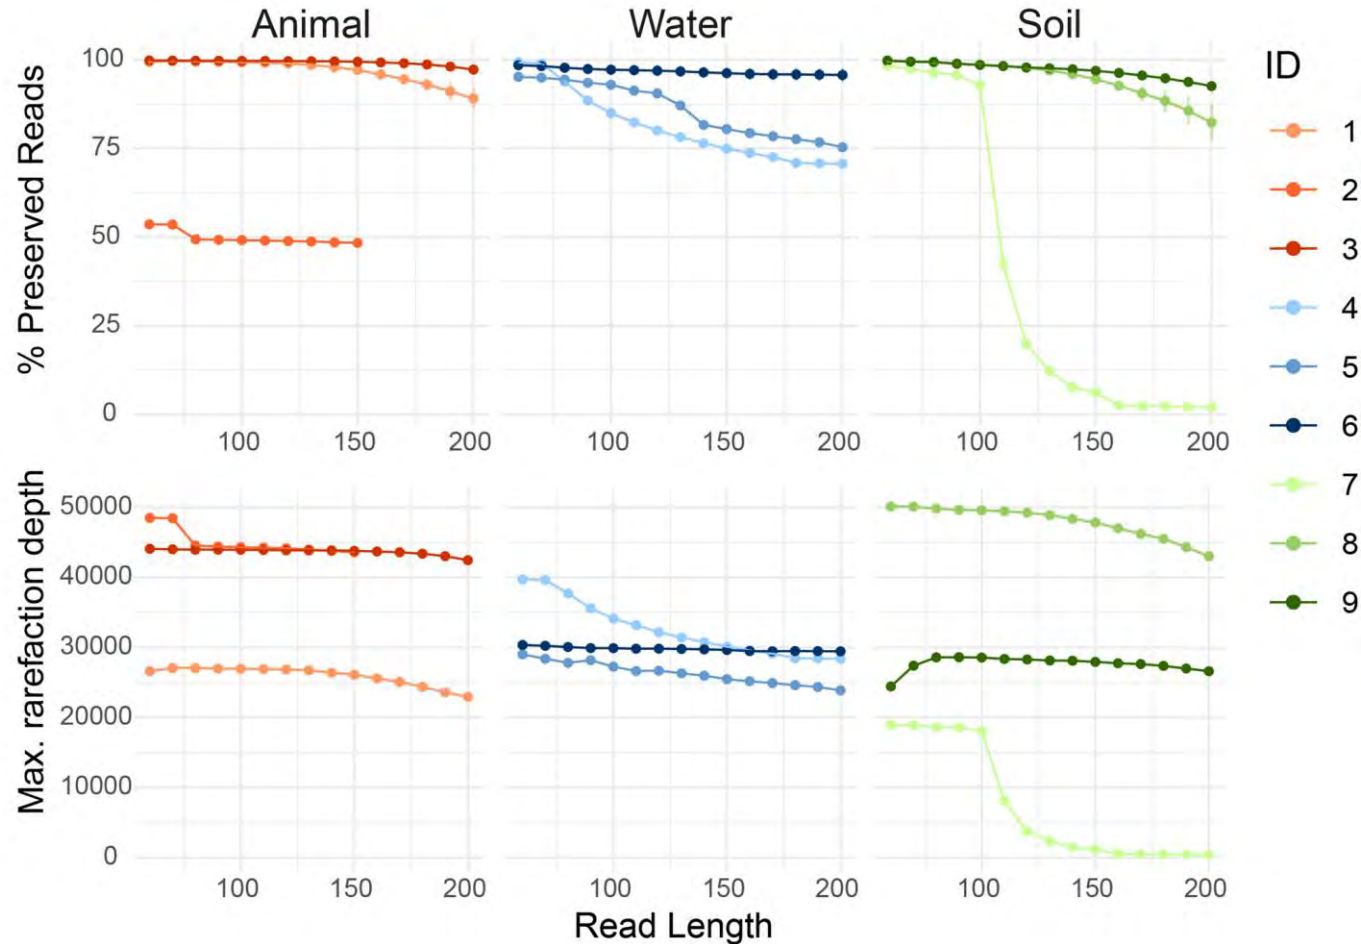 Animal Water Soil
% Preserved Reads
100
75
50
25
0
100 150 200 100 150 200 100 150 200
Max. rarefaction depth
50000
40000
30000
20000
10000
0
100 150 200 100 150 200 100 150 200
Read Length
ID
1
2
3
4
5
6
7
8
9